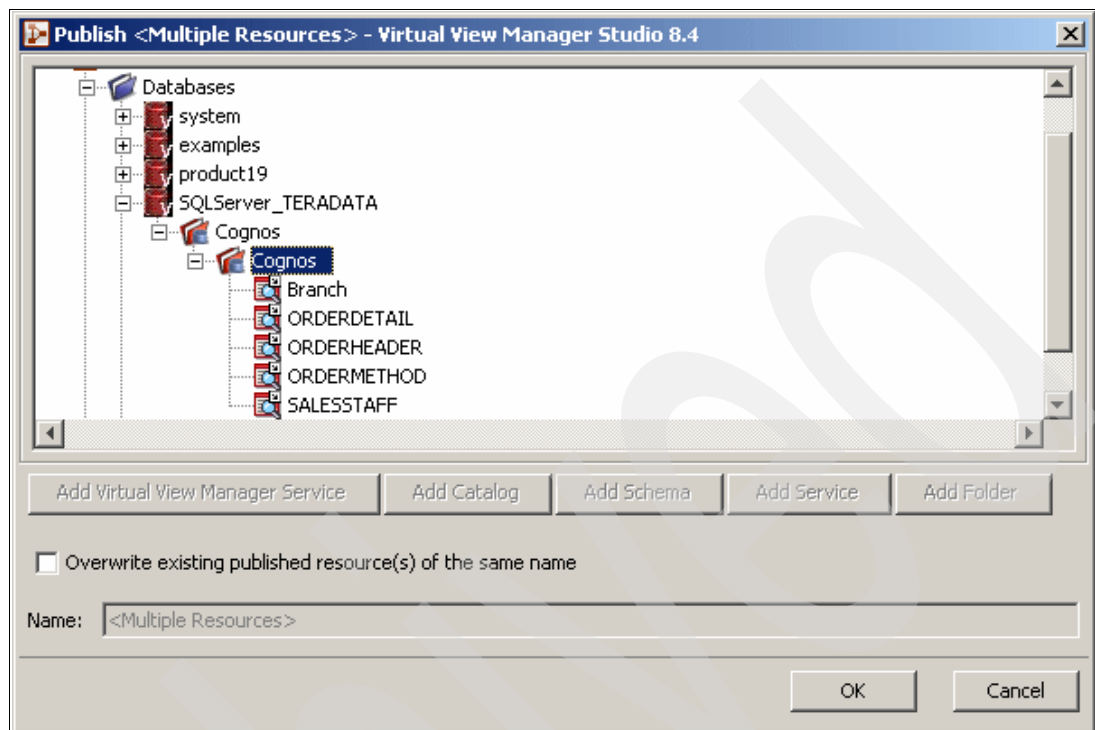 Publish <Multiple Resources> - Virtual View Manager Studio 8.4
Databases
system
examples
product19
SQLServer_TERADATA
Cognos
Cognos
Branch
ORDERDETAIL
ORDERHEADER
ORDERMETHOD
SALESSTAFF
Add Virtual View Manager Service Add Catalog Add Schema Add Service Add Folder
Overwrite existing published resource(s) of the same name
Name: <Multiple Resources>
OK Cancel